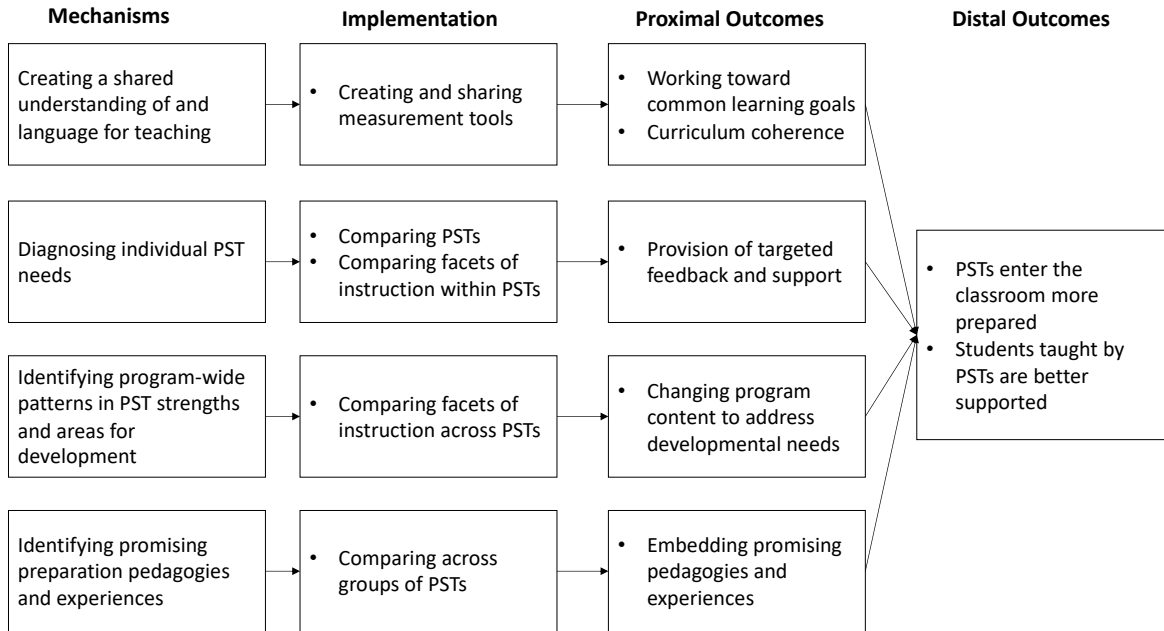 Mechanisms
Implementation
Proximal Outcomes
Distal Outcomes
Creating a shared
understanding of and
language for teaching
• Creating and sharing
measurement tools
• Working toward
common learning goals
• Curriculum coherence
Diagnosing individual PST
needs
• Comparing PSTs
• Comparing facets of
instruction within PSTs
• Provision of targeted
feedback and support
Identifying program-wide
patterns in PST strengths
and areas for
development
• Comparing facets of
instruction across PSTs
• Changing program
content to address
developmental needs
Identifying promising
preparation pedagogies
and experiences
• Comparing across
groups of PSTs
• Embedding promising
pedagogies and
experiences
• PSTs enter the
classroom more
prepared
• Students taught by
PSTs are better
supported